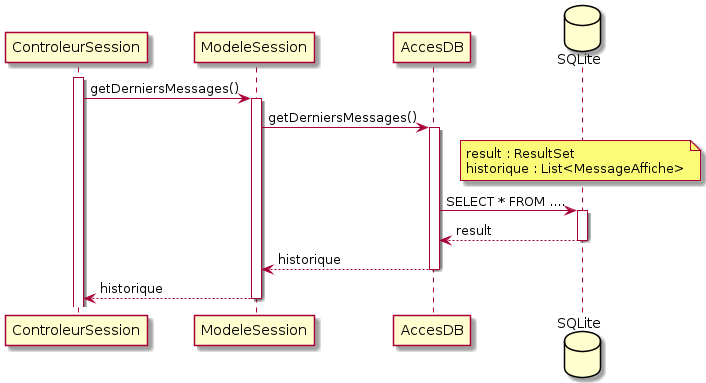 ControleurSession
ModeleSession
AccesDB
SQLite
getDerniersMessages()
getDerniersMessages()
result : ResultSet
historique : List<MessageAffiche>
SELECT * FROM ....
result
historique
historique
ControleurSession
ModeleSession
AccesDB
SQLite